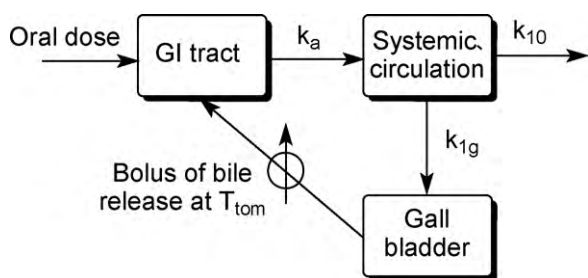 Oral dose
GI tract
ka
Systemic
circulation
k10
k1g
Bolus of bile
release at Ttom
Gall
bladder